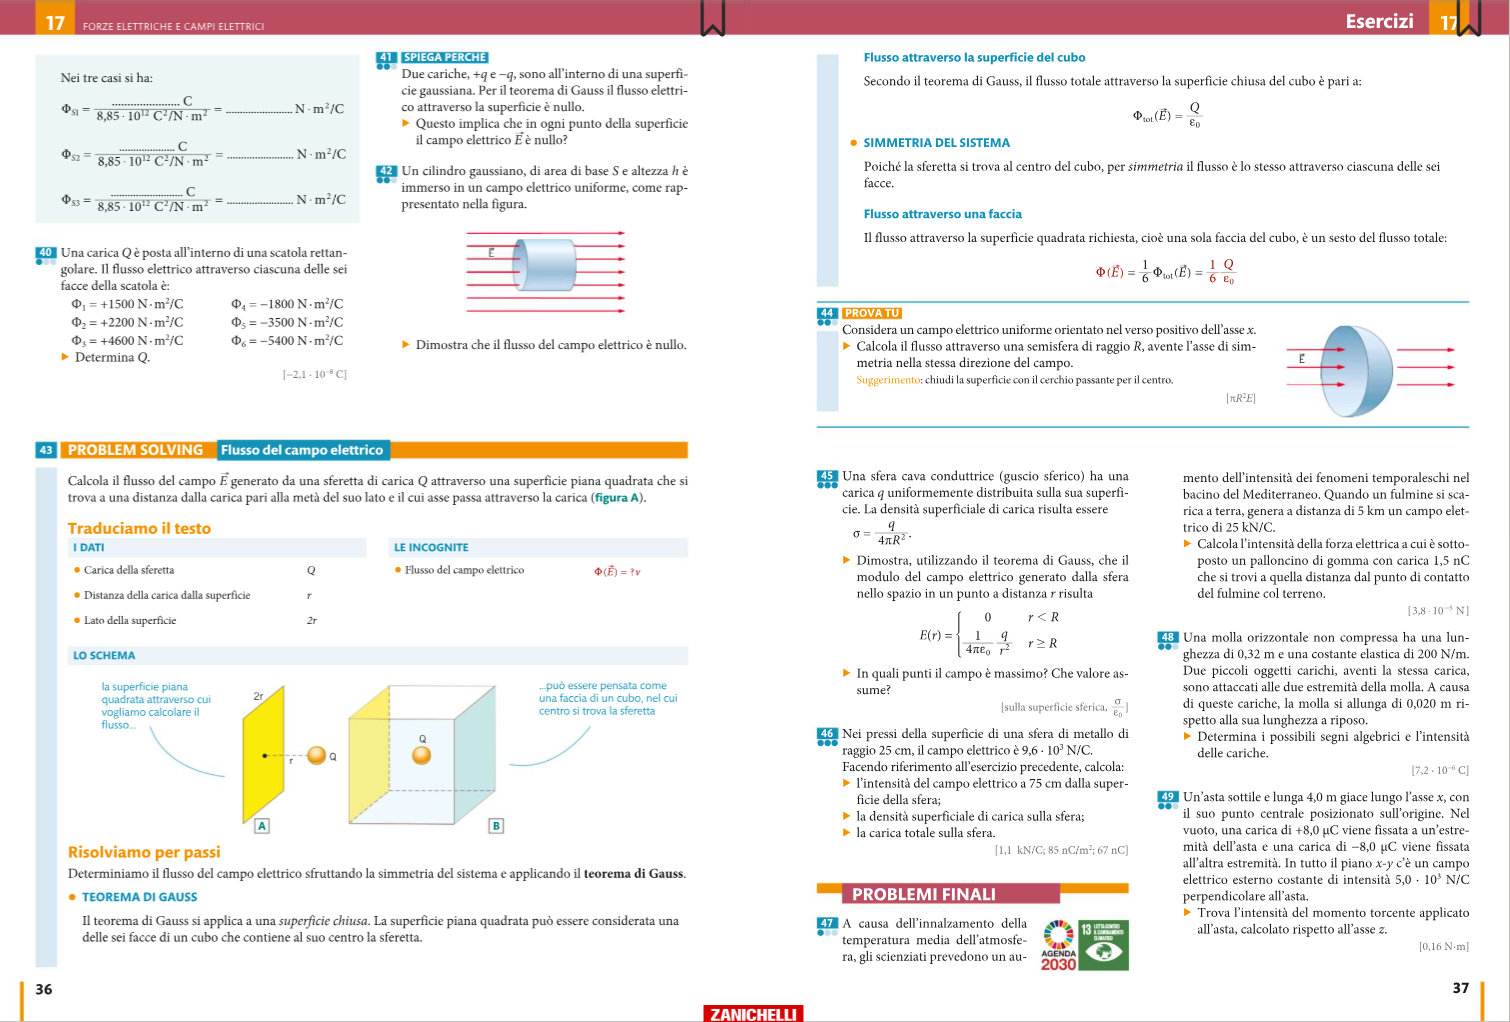 17 FORZE ELETTRICHE E CAMPI ELETTRICI
Nei tre casi si ha:
Φ_S1 = ...................... C / 8,85 · 10¹² C²/N · m² = ........................ N · m²/C
Φ_S2 = .................. C / 8,85 · 10¹² C²/N · m² = ........................ N · m²/C
Φ_S3 = ........................ C / 8,85 · 10¹² C²/N · m² = ........................ N · m²/C
40 Una carica Q è posta all'interno di una scatola rettan-
golare. Il flusso elettrico attraverso ciascuna delle sei
facce della scatola è:
Φ₁ = +1500 N·m²/C Φ₄ = −1800 N·m²/C
Φ₂ = +2200 N·m²/C Φ₅ = −3500 N·m²/C
Φ₃ = +4600 N·m²/C Φ₆ = −5400 N·m²/C
▶ Determina Q.
[−2,1 · 10⁻⁸ C]
41 SPIEGA PERCHÉ
Due cariche, +q e −q, sono all'interno di una superfi-
cie gaussiana. Per il teorema di Gauss il flusso elettri-
co attraverso la superficie è nullo.
▶ Questo implica che in ogni punto della superficie
il campo elettrico E⃗ è nullo?
42 Un cilindro gaussiano, di area di base S e altezza h è
immerso in un campo elettrico uniforme, come rap-
presentato nella figura.
E⃗
▶ Dimostra che il flusso del campo elettrico è nullo.
43 PROBLEM SOLVING Flusso del campo elettrico
Calcola il flusso del campo E⃗ generato da una sferetta di carica Q attraverso una superficie piana quadrata che si
trova a una distanza dalla carica pari alla metà del suo lato e il cui asse passa attraverso la carica (figura A).
Traduciamo il testo
I DATI LE INCOGNITE
• Carica della sferetta Q • Flusso del campo elettrico Φ(E⃗) = ?v
• Distanza della carica dalla superficie r
• Lato della superficie 2r
LO SCHEMA
la superficie piana
quadrata attraverso cui
vogliamo calcolare il
flusso...
2r
r
Q
A
Q
B
...può essere pensata come
una faccia di un cubo, nel cui
centro si trova la sferetta
Risolviamo per passi
Determiniamo il flusso del campo elettrico sfruttando la simmetria del sistema e applicando il teorema di Gauss.
• TEOREMA DI GAUSS
Il teorema di Gauss si applica a una superficie chiusa. La superficie piana quadrata può essere considerata una
delle sei facce di un cubo che contiene al suo centro la sferetta.
36
Esercizi 17
Flusso attraverso la superficie del cubo
Secondo il teorema di Gauss, il flusso totale attraverso la superficie chiusa del cubo è pari a:
Φ_tot(E⃗) = Q / ε₀
• SIMMETRIA DEL SISTEMA
Poiché la sferetta si trova al centro del cubo, per simmetria il flusso è lo stesso attraverso ciascuna delle sei
facce.
Flusso attraverso una faccia
Il flusso attraverso la superficie quadrata richiesta, cioè una sola faccia del cubo, è un sesto del flusso totale:
Φ(E⃗) = 1/6 Φ_tot(E⃗) = 1/6 Q/ε₀
44 PROVA TU
Considera un campo elettrico uniforme orientato nel verso positivo dell'asse x.
▶ Calcola il flusso attraverso una semisfera di raggio R, avente l'asse di sim-
metria nella stessa direzione del campo.
Suggerimento: chiudi la superficie con il cerchio passante per il centro.
[πR²E]
E⃗
45 Una sfera cava conduttrice (guscio sferico) ha una
carica q uniformemente distribuita sulla sua superfi-
cie. La densità superficiale di carica risulta essere
σ = q / 4πR².
▶ Dimostra, utilizzando il teorema di Gauss, che il
modulo del campo elettrico generato dalla sfera
nello spazio in un punto a distanza r risulta
E(r) = { 0 r < R
1/4πε₀ q/r² r ≥ R
▶ In quali punti il campo è massimo? Che valore as-
sume?
[sulla superficie sferica, σ/ε₀]
46 Nei pressi della superficie di una sfera di metallo di
raggio 25 cm, il campo elettrico è 9,6 · 10³ N/C.
Facendo riferimento all'esercizio precedente, calcola:
▶ l'intensità del campo elettrico a 75 cm dalla super-
ficie della sfera;
▶ la densità superficiale di carica sulla sfera;
▶ la carica totale sulla sfera.
[1,1 kN/C; 85 nC/m²; 67 nC]
PROBLEMI FINALI
47 A causa dell'innalzamento della
temperatura media dell'atmosfe-
ra, gli scienziati prevedono un au-
AGENDA
2030
13 LOTTA CONTRO
IL CAMBIAMENTO
CLIMATICO
mento dell'intensità dei fenomeni temporaleschi nel
bacino del Mediterraneo. Quando un fulmine si sca-
rica a terra, genera a distanza di 5 km un campo elet-
trico di 25 kN/C.
▶ Calcola l'intensità della forza elettrica a cui è sotto-
posto un palloncino di gomma con carica 1,5 nC
che si trovi a quella distanza dal punto di contatto
del fulmine col terreno.
[3,8 · 10⁻⁵ N]
48 Una molla orizzontale non compressa ha una lun-
ghezza di 0,32 m e una costante elastica di 200 N/m.
Due piccoli oggetti carichi, aventi la stessa carica,
sono attaccati alle due estremità della molla. A causa
di queste cariche, la molla si allunga di 0,020 m ri-
spetto alla sua lunghezza a riposo.
▶ Determina i possibili segni algebrici e l'intensità
delle cariche.
[7,2 · 10⁻⁶ C]
49 Un'asta sottile e lunga 4,0 m giace lungo l'asse x, con
il suo punto centrale posizionato sull'origine. Nel
vuoto, una carica di +8,0 μC viene fissata a un'estre-
mità dell'asta e una carica di −8,0 μC viene fissata
all'altra estremità. In tutto il piano x-y c'è un campo
elettrico esterno costante di intensità 5,0 · 10³ N/C
perpendicolare all'asta.
▶ Trova l'intensità del momento torcente applicato
all'asta, calcolato rispetto all'asse z.
[0,16 N·m]
37
ZANICHELLI